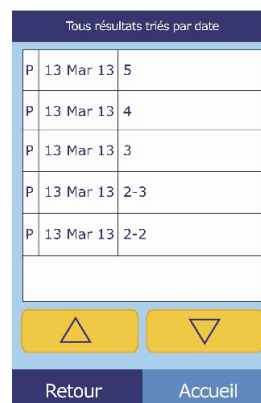 Tous résultats triés par date
P 13 Mar 13 5
P 13 Mar 13 4
P 13 Mar 13 3
P 13 Mar 13 2-3
P 13 Mar 13 2-2
Retour Accueil